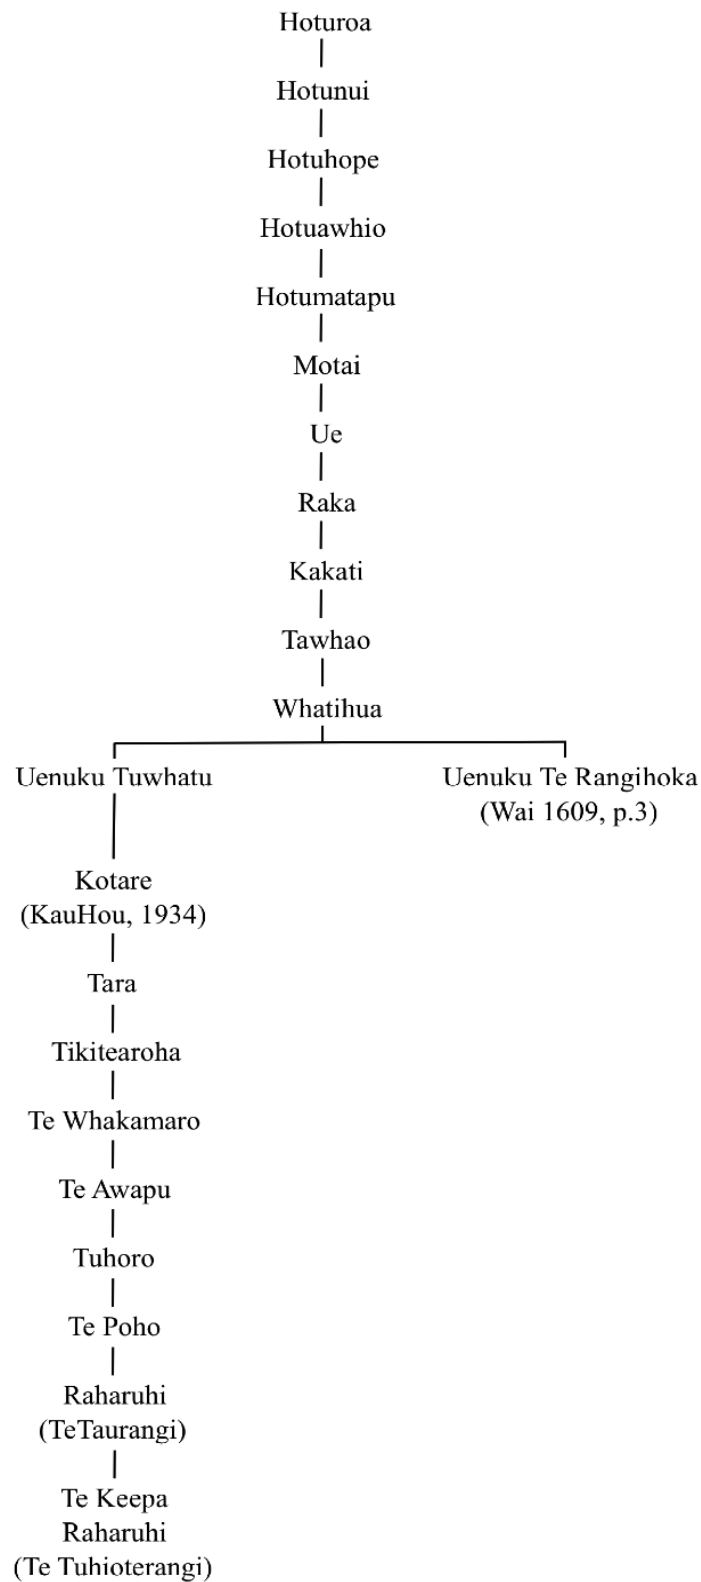 Hoturoa
Hotunui
Hotuhope
Hotuawhio
Hotumatapu
Motai
Ue
Raka
Kakati
Tawhao
Whatihua
Uenuku Tuwhatu
Uenuku Te Rangihoka
(Wai 1609, p.3)
Kotare
(KauHou, 1934)
Tara
Tikitearoha
Te Whakamaro
Te Awapu
Tuhoro
Te Poho
Raharuhi
(TeTaurangi)
Te Keepa
Raharuhi
(Te Tuhioterangi)